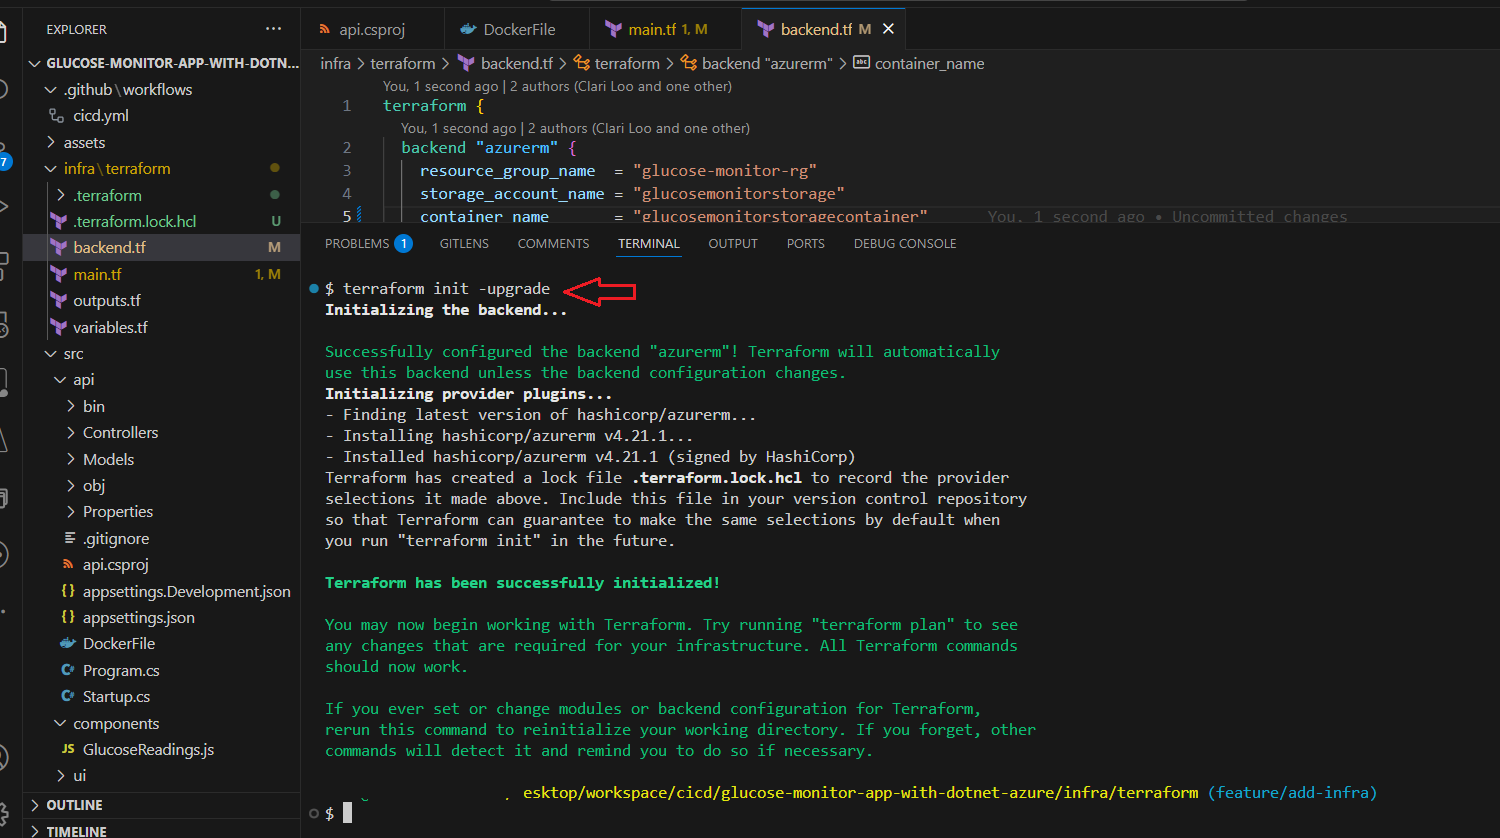 EXPLORER ...
GLUCOSE-MONITOR-APP-WITH-DOTN...
.github\workflows
cicd.yml
assets
infra\terraform
.terraform
.terraform.lock.hcl U
backend.tf M
main.tf 1, M
outputs.tf
variables.tf
src
api
bin
Controllers
Models
obj
Properties
.gitignore
api.csproj
{} appsettings.Development.json
{} appsettings.json
DockerFile
C# Program.cs
C# Startup.cs
components
JS GlucoseReadings.js
ui
OUTLINE
TIMELINE
7
api.csproj DockerFile main.tf 1, M backend.tf M
infra > terraform > backend.tf > terraform > backend "azurerm" > abc container_name
You, 1 second ago | 2 authors (Clari Loo and one other)
1 terraform {
You, 1 second ago | 2 authors (Clari Loo and one other)
2 backend "azurerm" {
3 resource_group_name = "glucose-monitor-rg"
4 storage_account_name = "glucosemonitorstorage"
5 container_name = "glucosemonitorstoragecontainer" You, 1 second ago • Uncommitted changes
PROBLEMS 1 GITLENS COMMENTS TERMINAL OUTPUT PORTS DEBUG CONSOLE
$ terraform init -upgrade
Initializing the backend...
Successfully configured the backend "azurerm"! Terraform will automatically
use this backend unless the backend configuration changes.
Initializing provider plugins...
- Finding latest version of hashicorp/azurerm...
- Installing hashicorp/azurerm v4.21.1...
- Installed hashicorp/azurerm v4.21.1 (signed by HashiCorp)
Terraform has created a lock file .terraform.lock.hcl to record the provider
selections it made above. Include this file in your version control repository
so that Terraform can guarantee to make the same selections by default when
you run "terraform init" in the future.
Terraform has been successfully initialized!
You may now begin working with Terraform. Try running "terraform plan" to see
any changes that are required for your infrastructure. All Terraform commands
should now work.
If you ever set or change modules or backend configuration for Terraform,
rerun this command to reinitialize your working directory. If you forget, other
commands will detect it and remind you to do so if necessary.
esktop/workspace/cicd/glucose-monitor-app-with-dotnet-azure/infra/terraform (feature/add-infra)
$